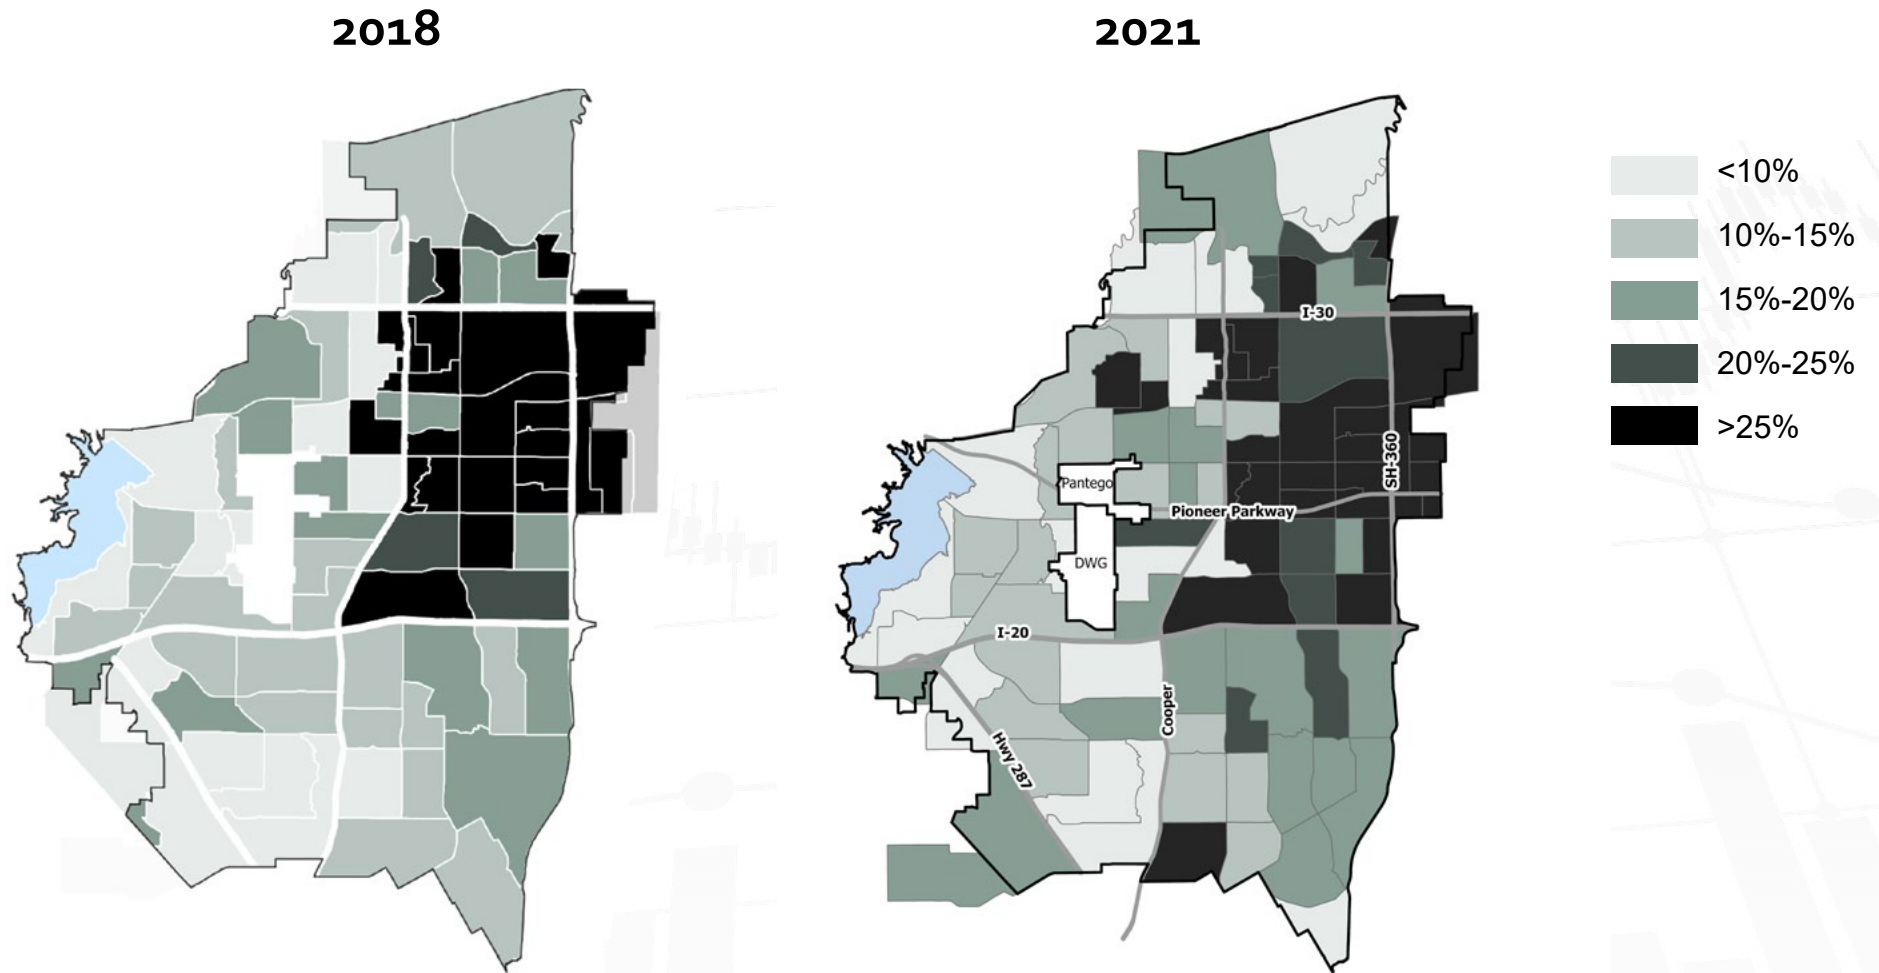 2018
2021
<10%
10%-15%
15%-20%
20%-25%
>25%
I-30
SH-360
Pantego
Pioneer Parkway
DWG
I-20
Cooper
Hwy 287